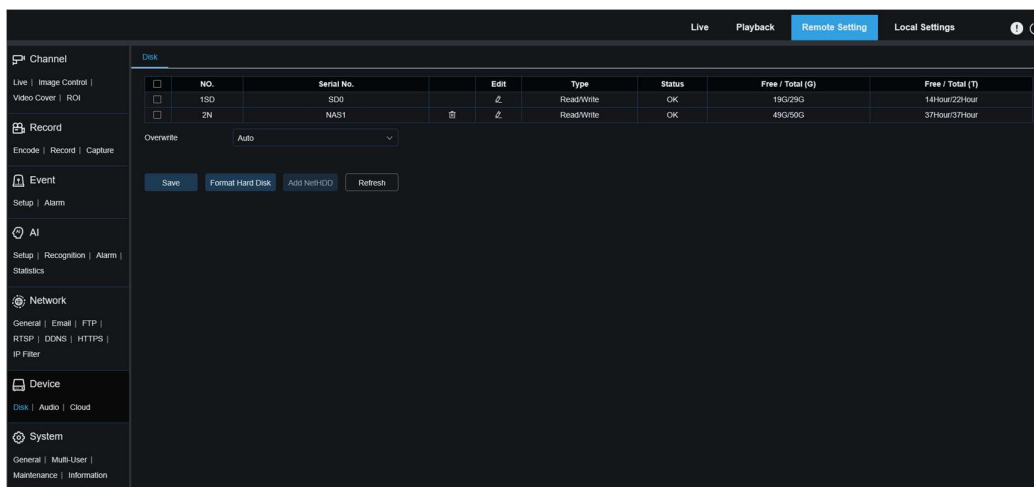 Live Playback Remote Setting Local Settings
Channel
Live | Image Control |
Video Cover | ROI
Record
Encode | Record | Capture
Event
Setup | Alarm
AI
Setup | Recognition | Alarm |
Statistics
Network
General | Email | FTP |
RTSP | DDNS | HTTPS |
IP Filter
Device
Disk | Audio | Cloud
System
General | Multi-User |
Maintenance | Information
Disk
NO. Serial No. Edit Type Status Free / Total (G) Free / Total (T)
1SD SD0 Read/Write OK 19G/29G 14Hour/22Hour
2N NAS1 Read/Write OK 49G/50G 37Hour/37Hour
Overwrite Auto
Save Format Hard Disk Add NetHDD Refresh